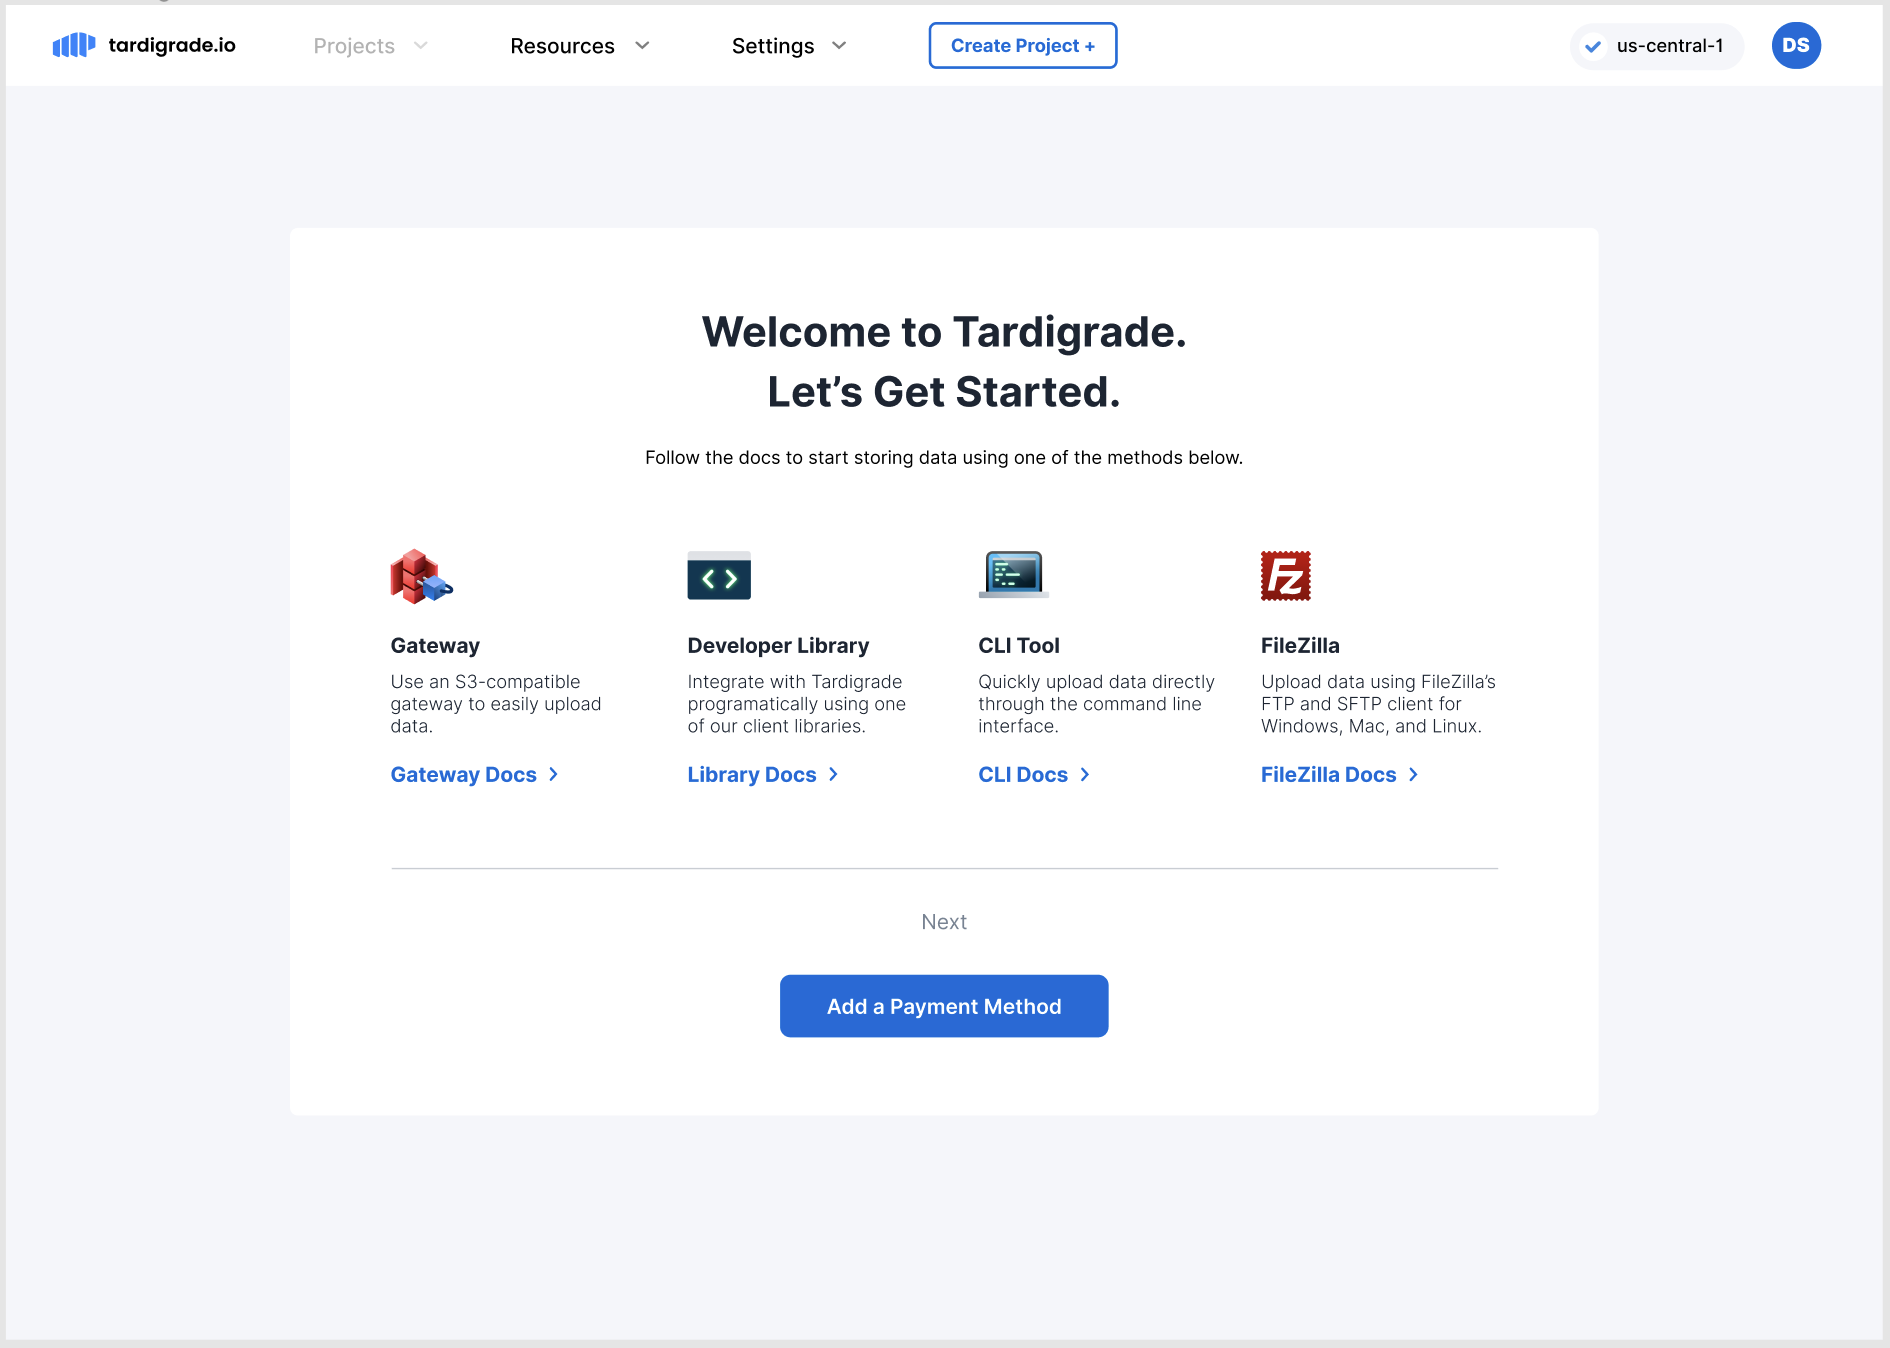 tardigrade.io
Projects
Resources
Settings
Create Project +
us-central-1
DS
Welcome to Tardigrade.
Let’s Get Started.
Follow the docs to start storing data using one of the methods below.
Gateway
Use an S3-compatible
gateway to easily upload
data.
Gateway Docs
Developer Library
Integrate with Tardigrade
programatically using one
of our client libraries.
Library Docs
CLI Tool
Quickly upload data directly
through the command line
interface.
CLI Docs
Fz
FileZilla
Upload data using FileZilla’s
FTP and SFTP client for
Windows, Mac, and Linux.
FileZilla Docs
Next
Add a Payment Method